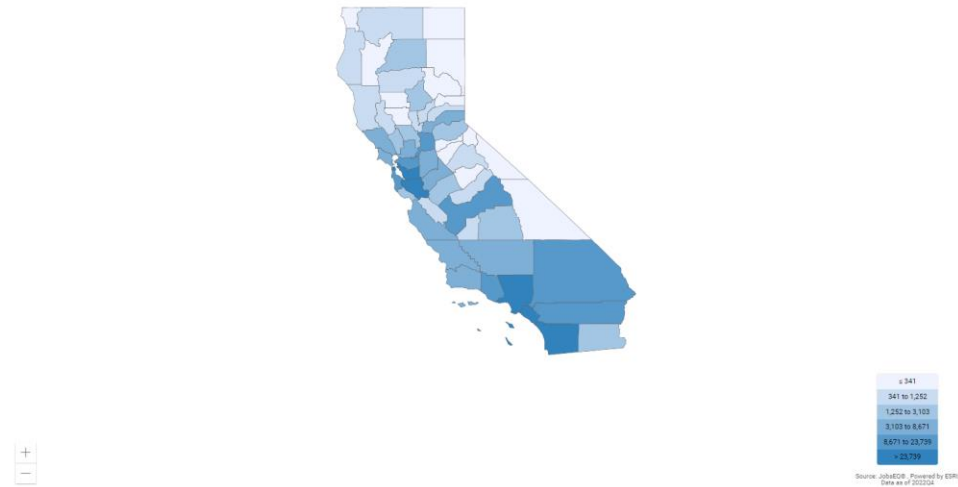 ≤ 341
341 to 1,252
1,252 to 3,103
3,103 to 8,671
8,671 to 23,739
> 23,739
+
−
Source: JobsEQ®. Powered by ESRI
Data as of 2022Q4